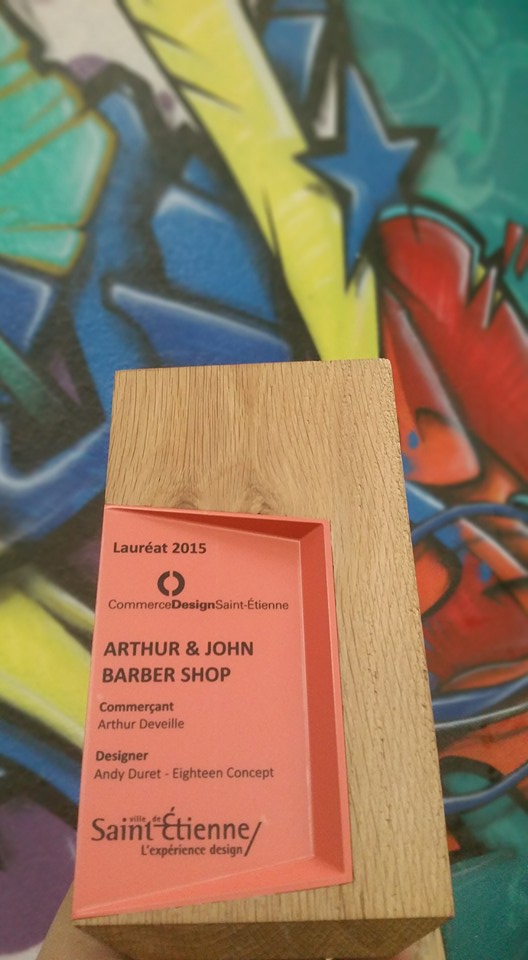 Lauréat 2015
CommerceDesignSaint-Étienne
ARTHUR & JOHN
BARBER SHOP
Commerçant
Arthur Deveille
Designer
Andy Duret - Eighteen Concept
ville de
Saint-Étienne/
L'expérience design/